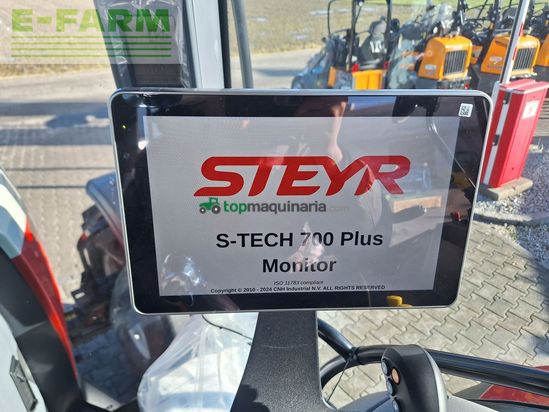 E-FARM
STEYR
topmaquinaria.com
S-TECH 700 Plus
Monitor
ISO 11783 compliant
Copyright © 2010 - 2024 CNH Industrial N.V. ALL RIGHTS RESERVED